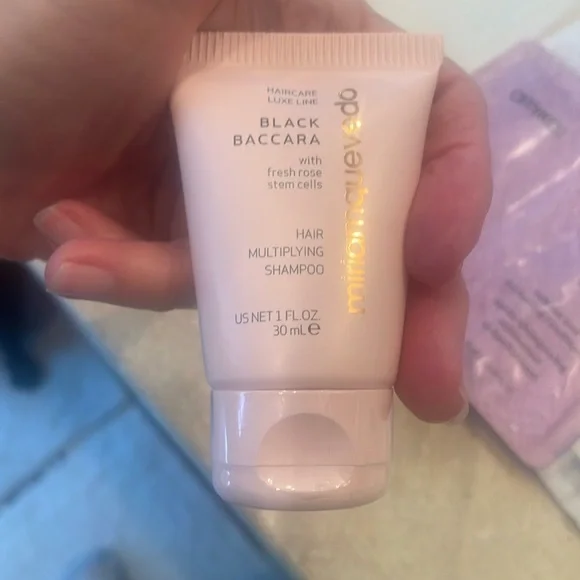 HAIRCARE
LUXE LINE
BLACK
BACCARA
with
fresh rose
stem cells
HAIR
MULTIPLYING
SHAMPOO
US NET 1 FL.OZ.
30 mL℮
miriamquevedo